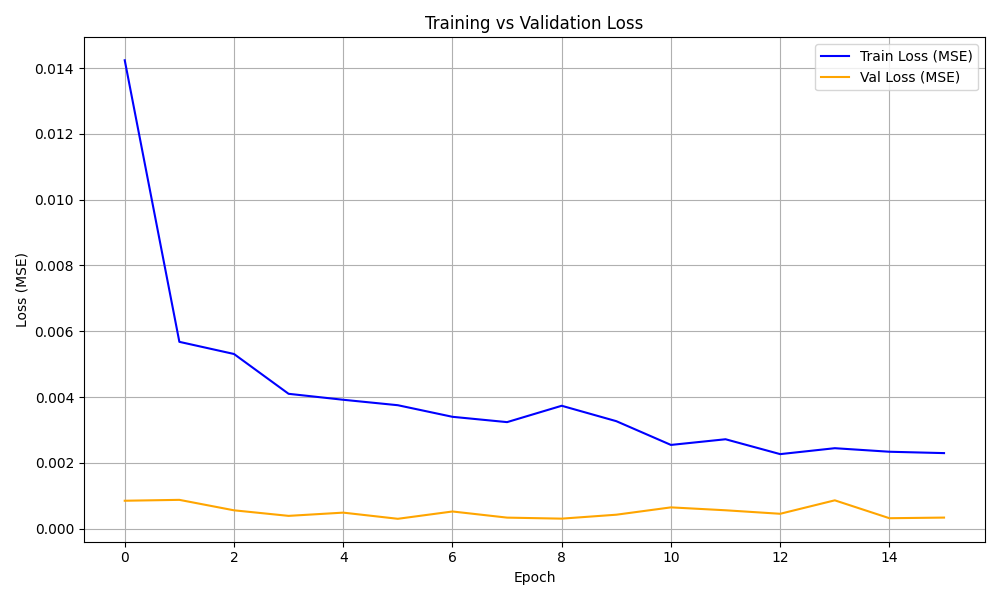 Training vs Validation Loss
Train Loss (MSE)
Val Loss (MSE)
0.014
0.012
0.010
0.008
0.006
0.004
0.002
0.000
Loss (MSE)
0 2 4 6 8 10 12 14
Epoch